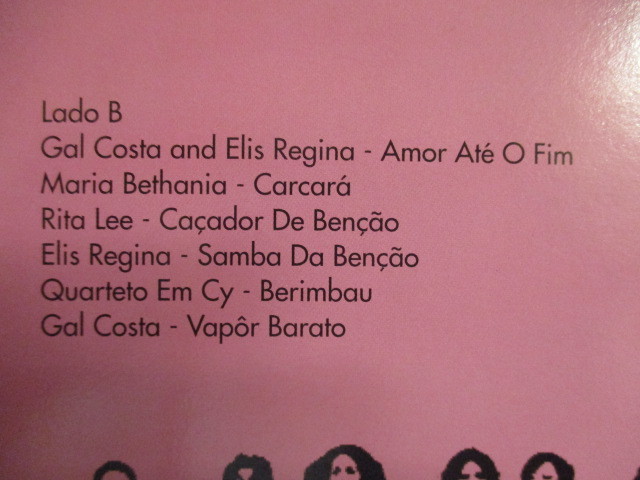 Lado B
Gal Costa and Elis Regina - Amor Até O Fim
Maria Bethania - Carcará
Rita Lee - Caçador De Benção
Elis Regina - Samba Da Benção
Quarteto Em Cy - Berimbau
Gal Costa - Vapôr Barato